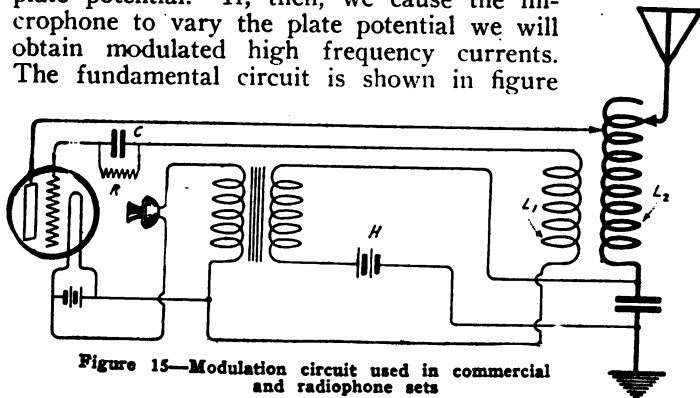 plate potential. If, then, we cause the mi-
crophone to vary the plate potential we will
obtain modulated high frequency currents.
The fundamental circuit is shown in figure
C
R
H
L₁
L₂
Figure 15—Modulation circuit used in commercial
and radiophone sets